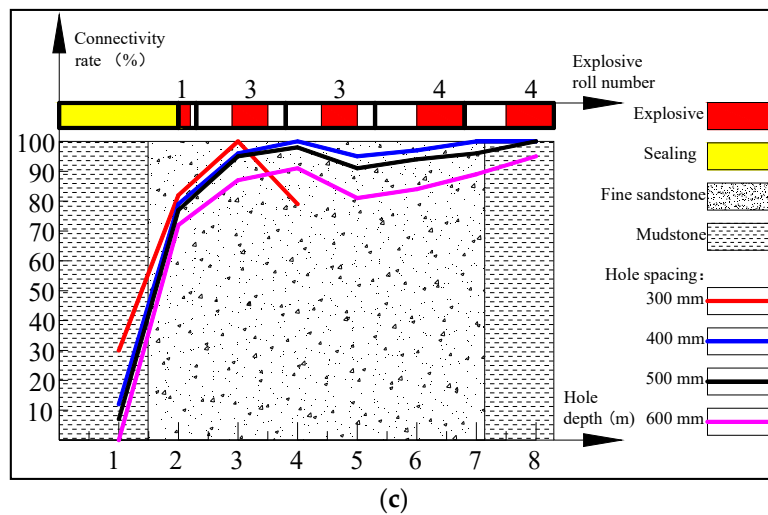 Connectivity
rate （%）
Explosive
roll number
1 3 3 4 4
Explosive
Sealing
Fine sandstone
Mudstone
Hole spacing：
300 mm
400 mm
500 mm
600 mm
100
90
80
70
60
50
40
30
20
10
Hole
depth（m）
1 2 3 4 5 6 7 8
(c)